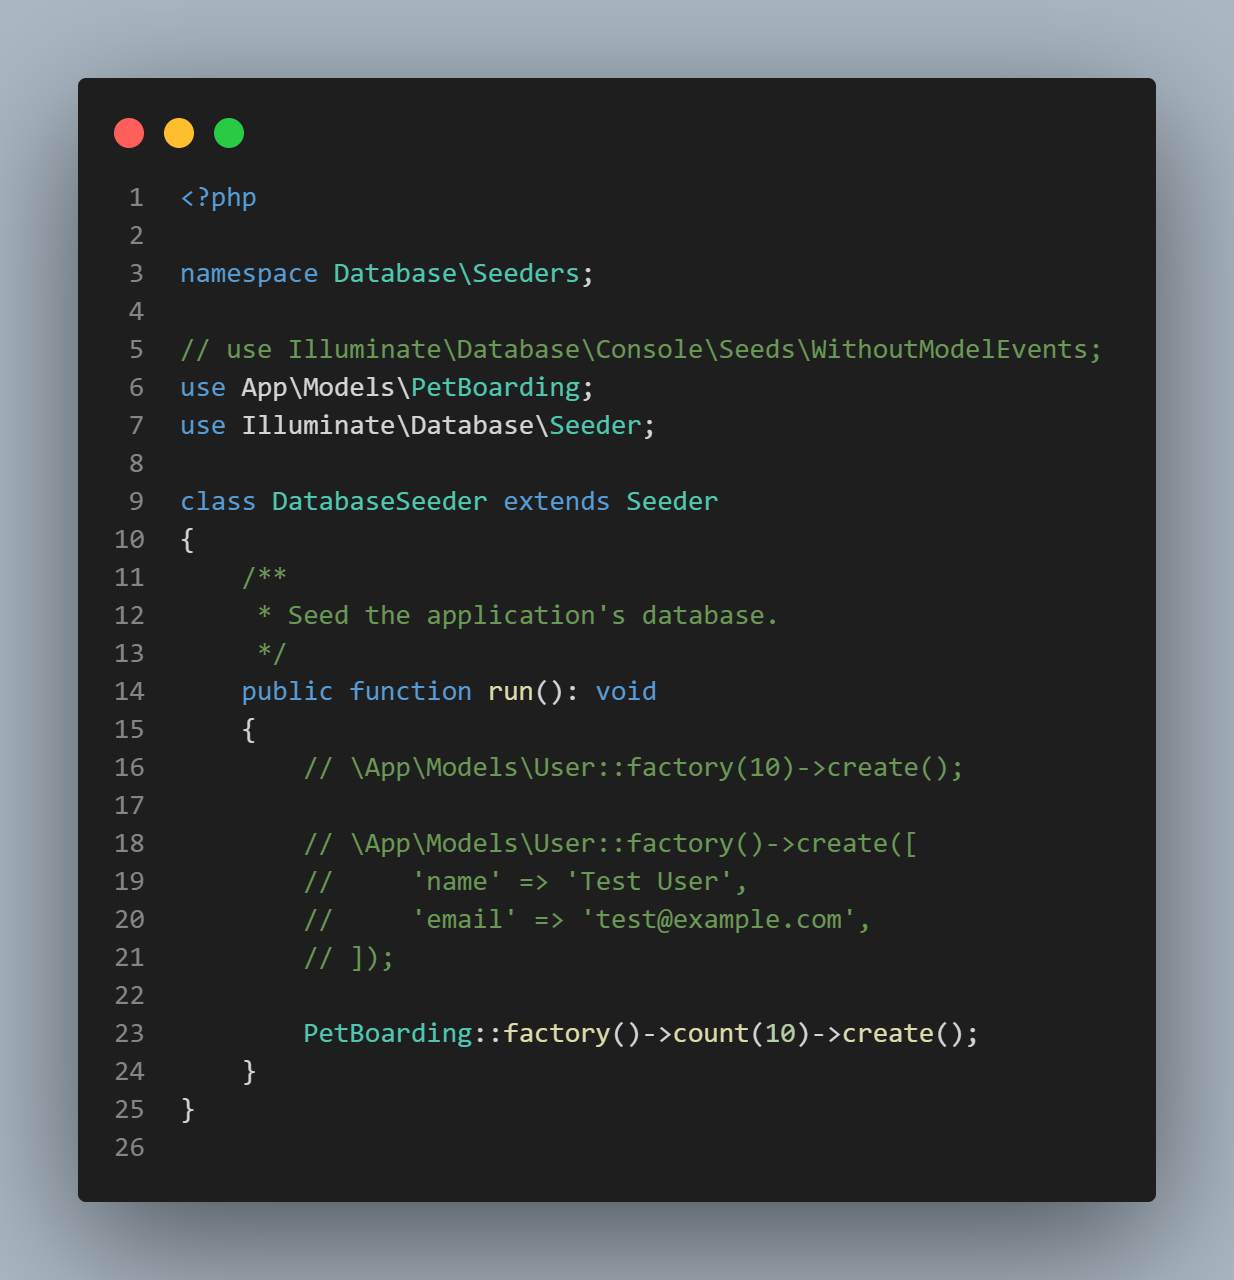 1 <?php
2
3 namespace Database\Seeders;
4
5 // use Illuminate\Database\Console\Seeds\WithoutModelEvents;
6 use App\Models\PetBoarding;
7 use Illuminate\Database\Seeder;
8
9 class DatabaseSeeder extends Seeder
10 {
11     /**
12      * Seed the application's database.
13      */
14     public function run(): void
15     {
16         // \App\Models\User::factory(10)->create();
17
18         // \App\Models\User::factory()->create([
19         //     'name' => 'Test User',
20         //     'email' => 'test@example.com',
21         // ]);
22
23         PetBoarding::factory()->count(10)->create();
24     }
25 }
26